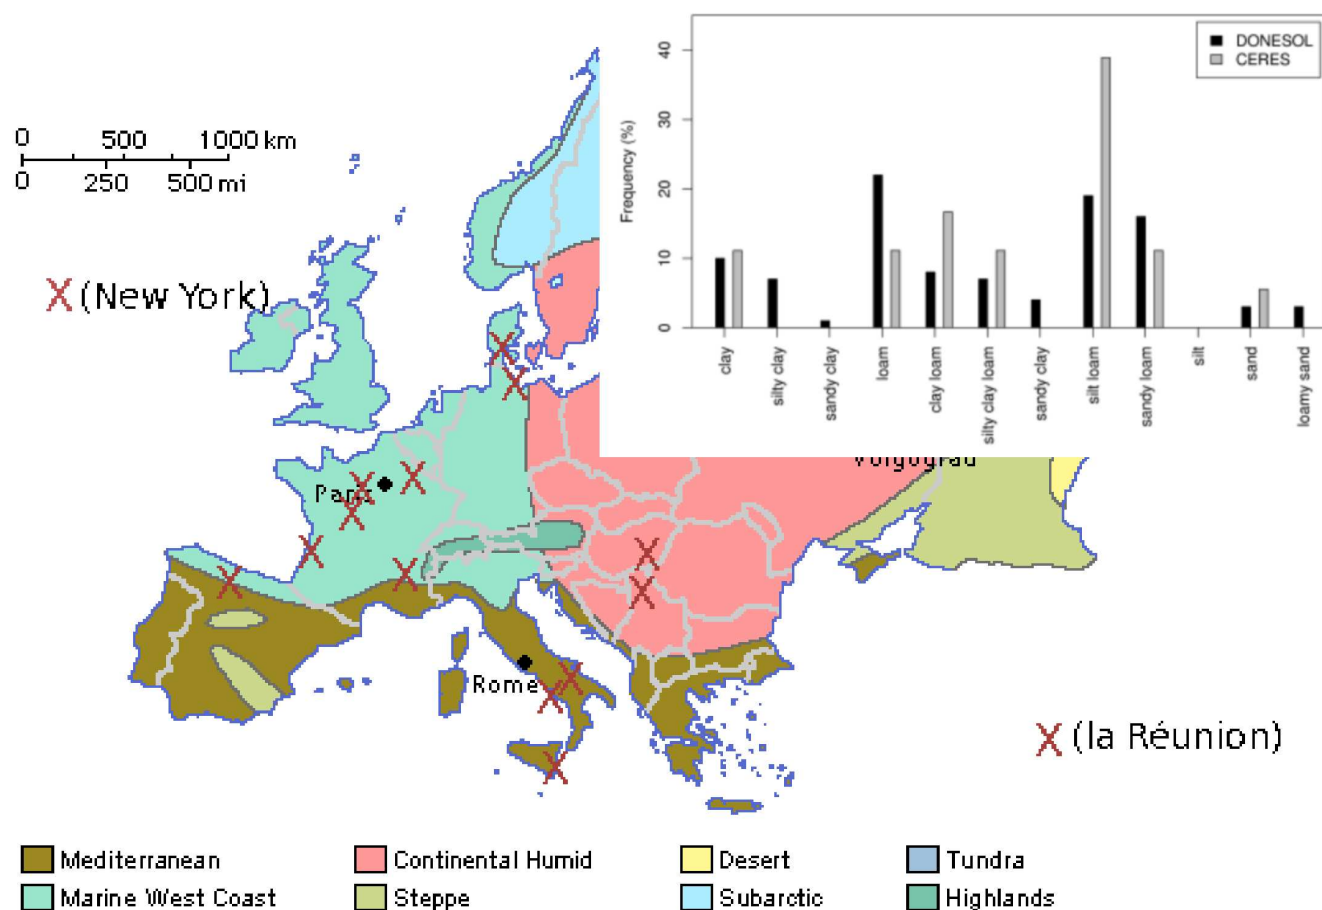 40
30
20
10
0
Frequency (%)
DONESOL
CERES
clay
silty clay
sandy clay
loam
clay loam
silty clay loam
sandy clay
silt loam
sandy loam
silt
sand
loamy sand
0 500 1000 km
0 250 500 mi
X (New York)
Volgograd
Paris
Rome
X (la Réunion)
Mediterranean
Continental Humid
Desert
Tundra
Marine West Coast
Steppe
Subarctic
Highlands